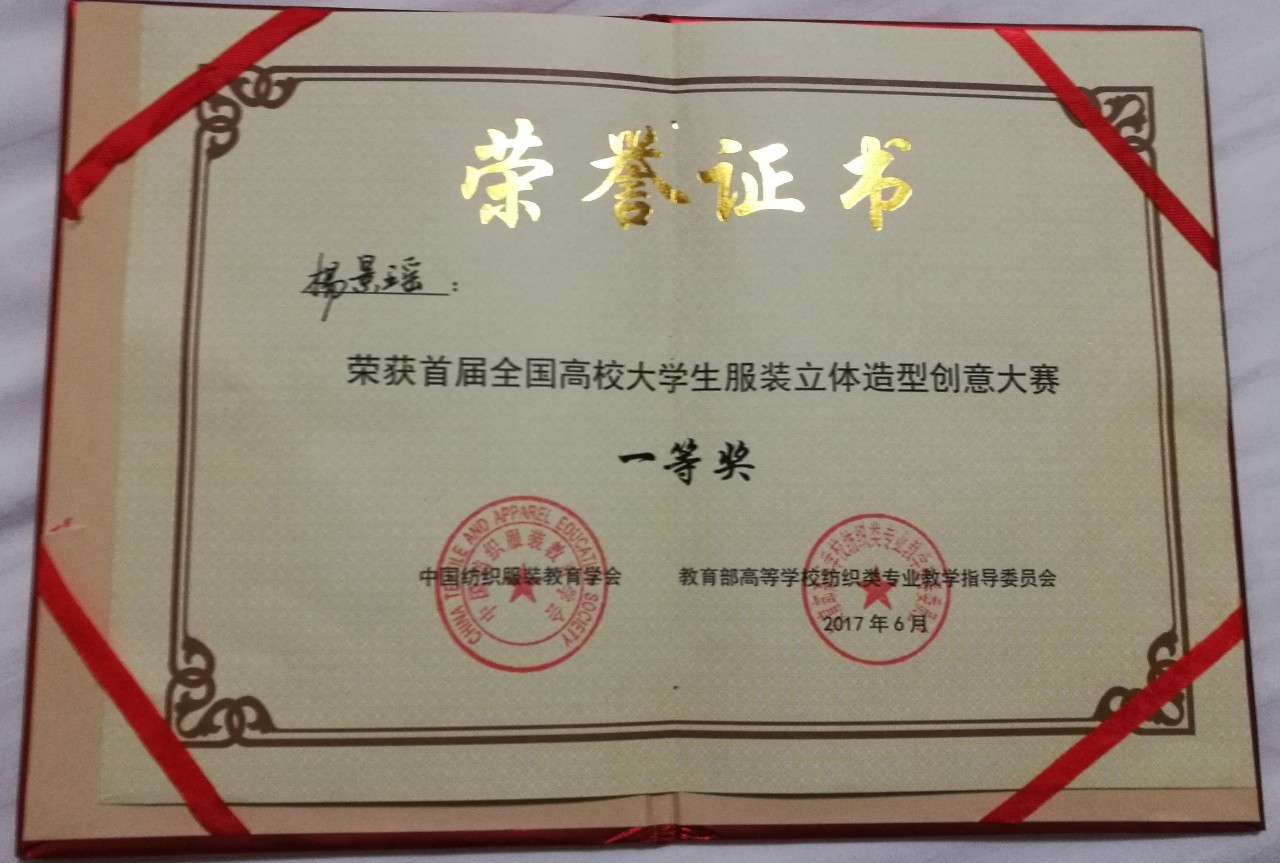 荣誉证书
杨景瑶：
荣获首届全国高校大学生服装立体造型创意大赛
一等奖
CHINA TEXTILE AND APPAREL EDUCATION SOCIETY
中国纺织服装教育学会
中国纺织服装教育学会
教育部高等学校纺织类专业教学指导委员会
2017年6月